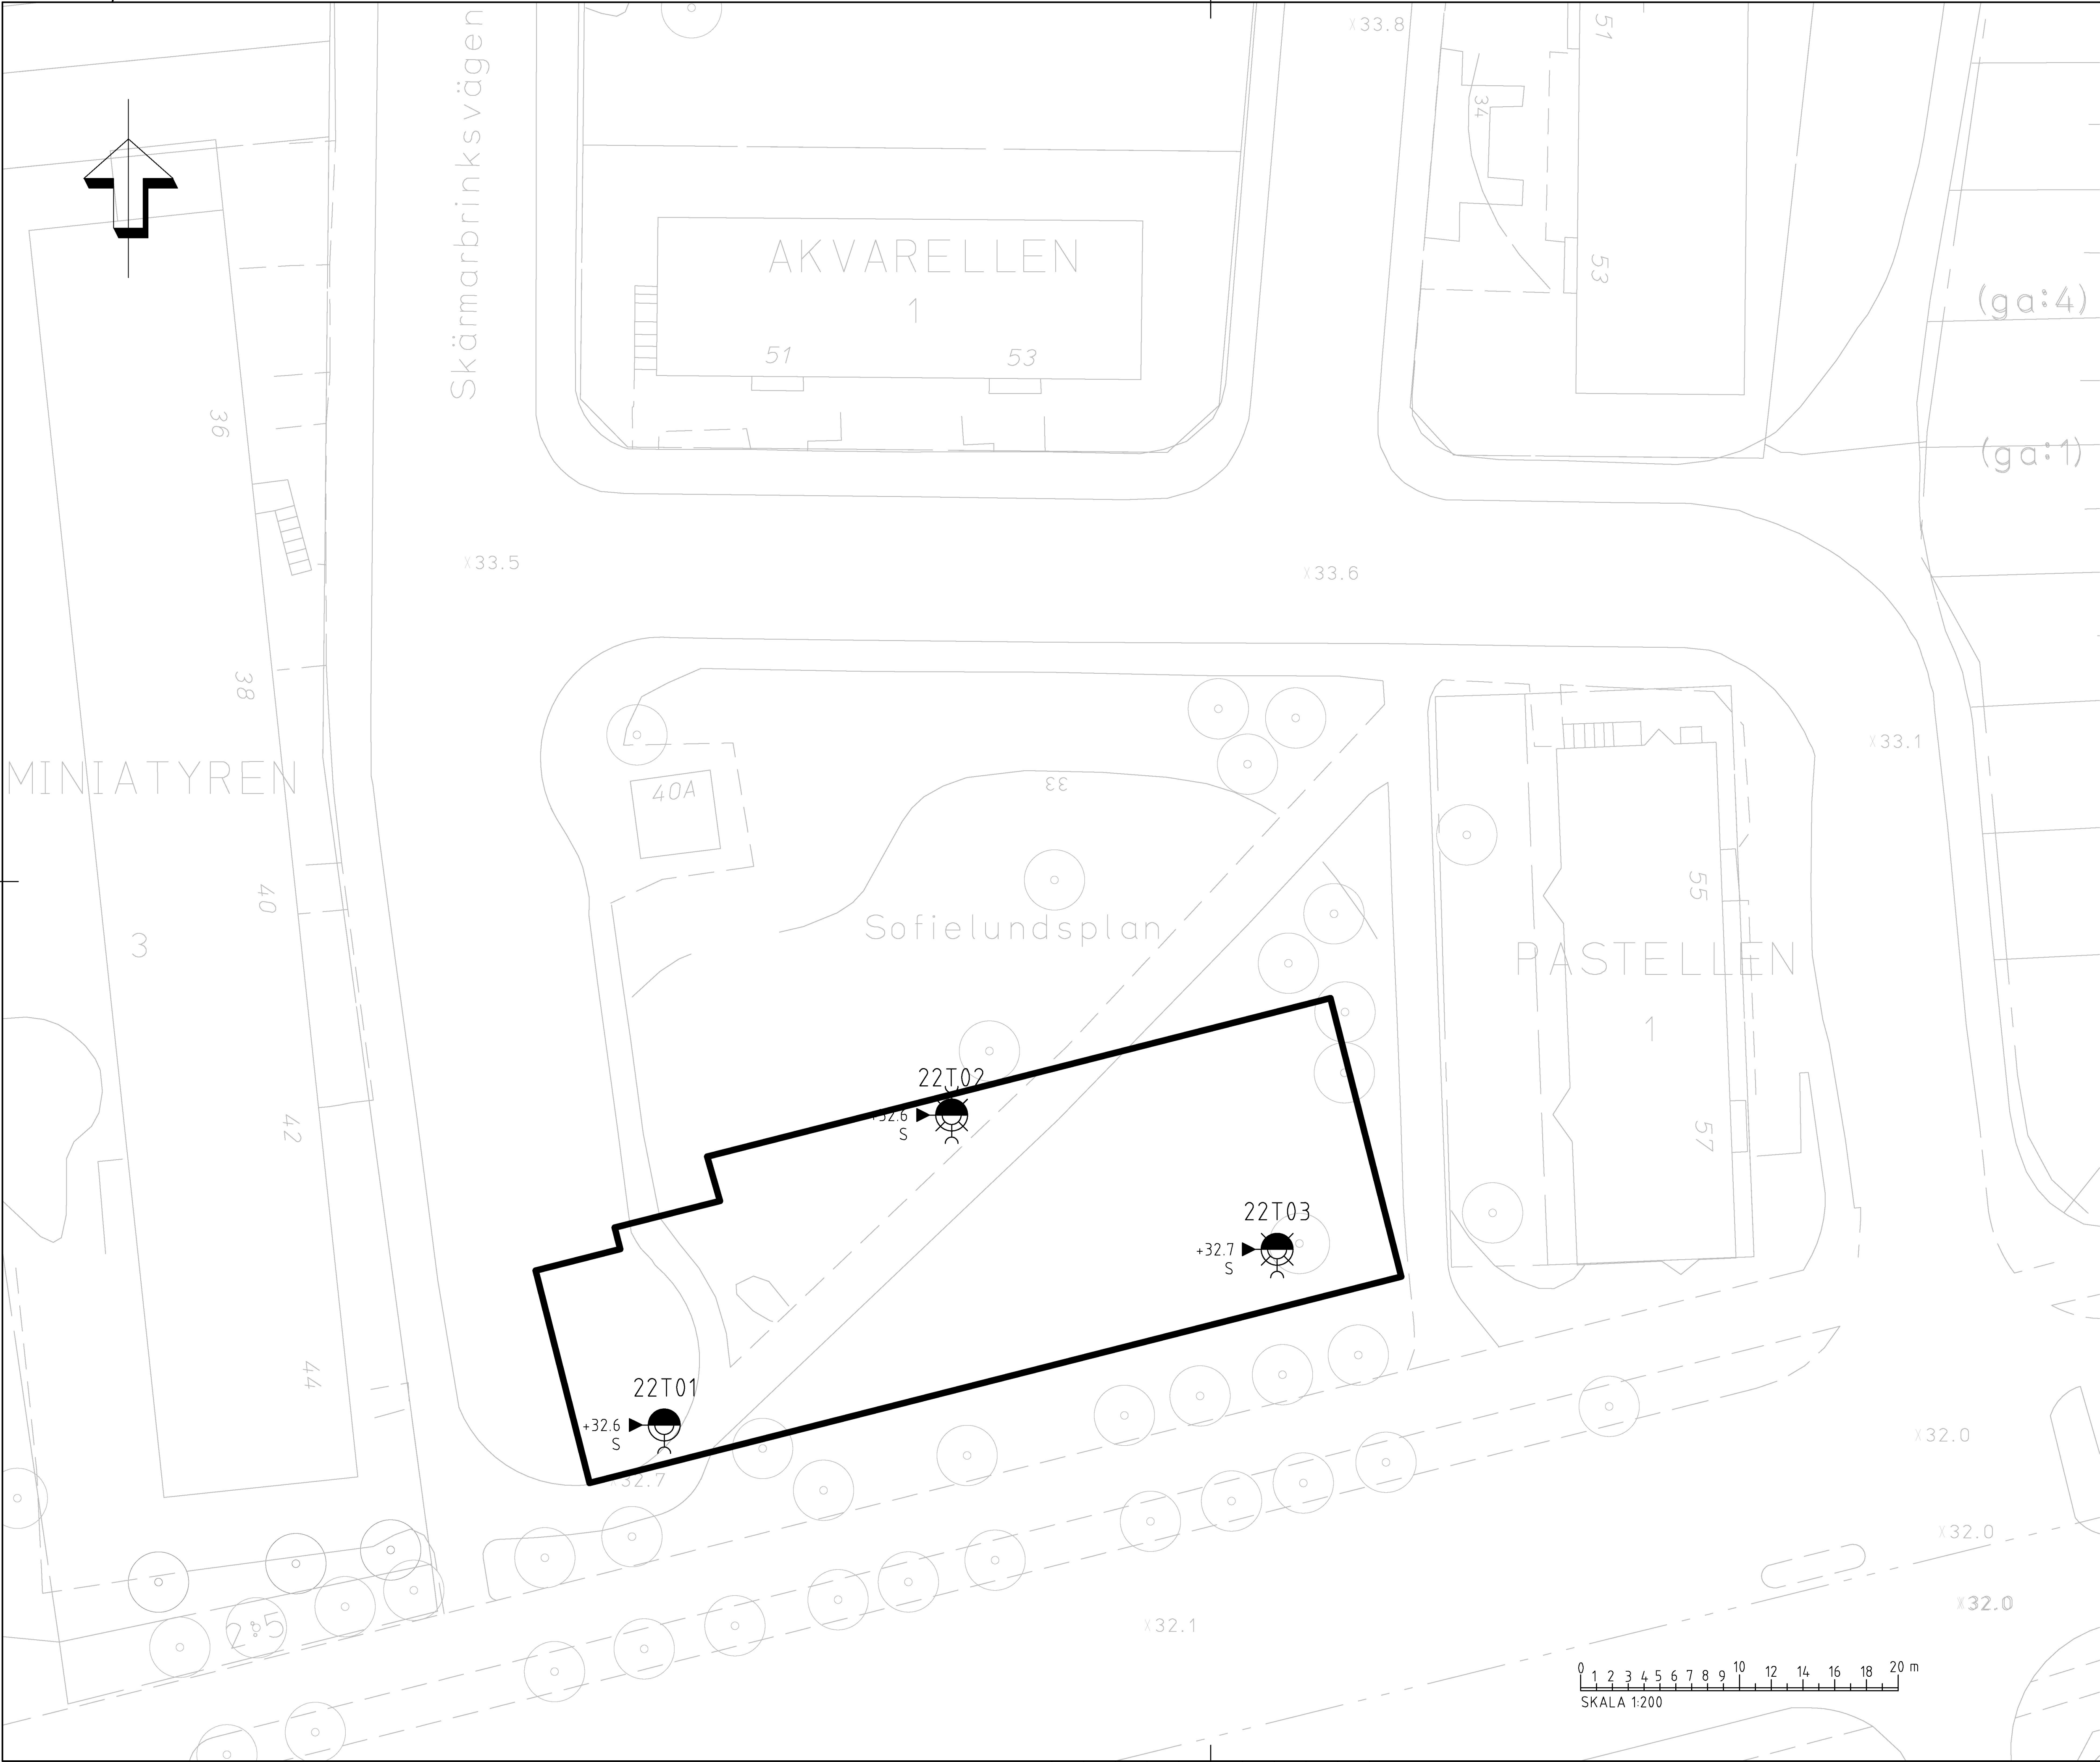 Skärmarbrinksvägen
x33.8
51
34
AKVARELLEN
1
53
51
53
(ga:4)
36
(ga:1)
x33.5
x33.6
38
x33.1
MINIATYREN
40A
33
40
55
3
Sofielundsplan
PASTELLEN
1
22T02
+32.6
S
42
57
22T03
+32.7
S
44
22T01
+32.6
S
32.7
x32.0
x32.0
x32.0
2:5
x32.1
0 1 2 3 4 5 6 7 8 9 10 12 14 16 18 20 m
SKALA 1:200